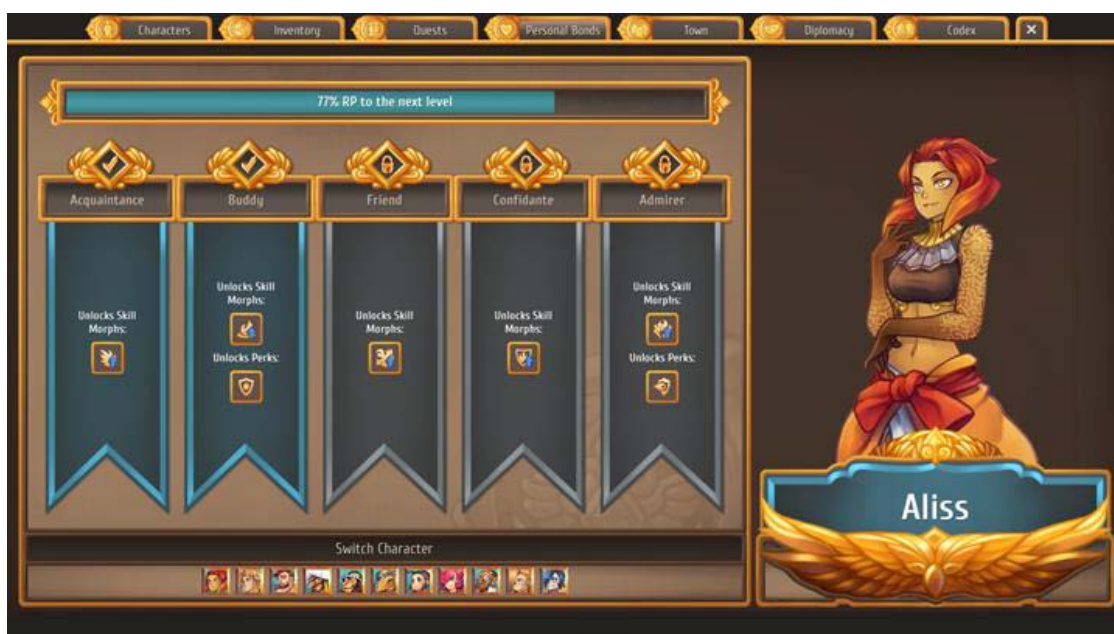 Characters
Inventory
Quests
Personal Bonds
Town
Diplomacy
Codex
77% RP to the next level
Acquaintance
Buddy
Friend
Confidante
Admirer
Unlocks Skill
Morphs:
Unlocks Skill
Morphs:
Unlocks Perks:
Unlocks Skill
Morphs:
Unlocks Skill
Morphs:
Unlocks Skill
Morphs:
Unlocks Perks:
Aliss
Switch Character